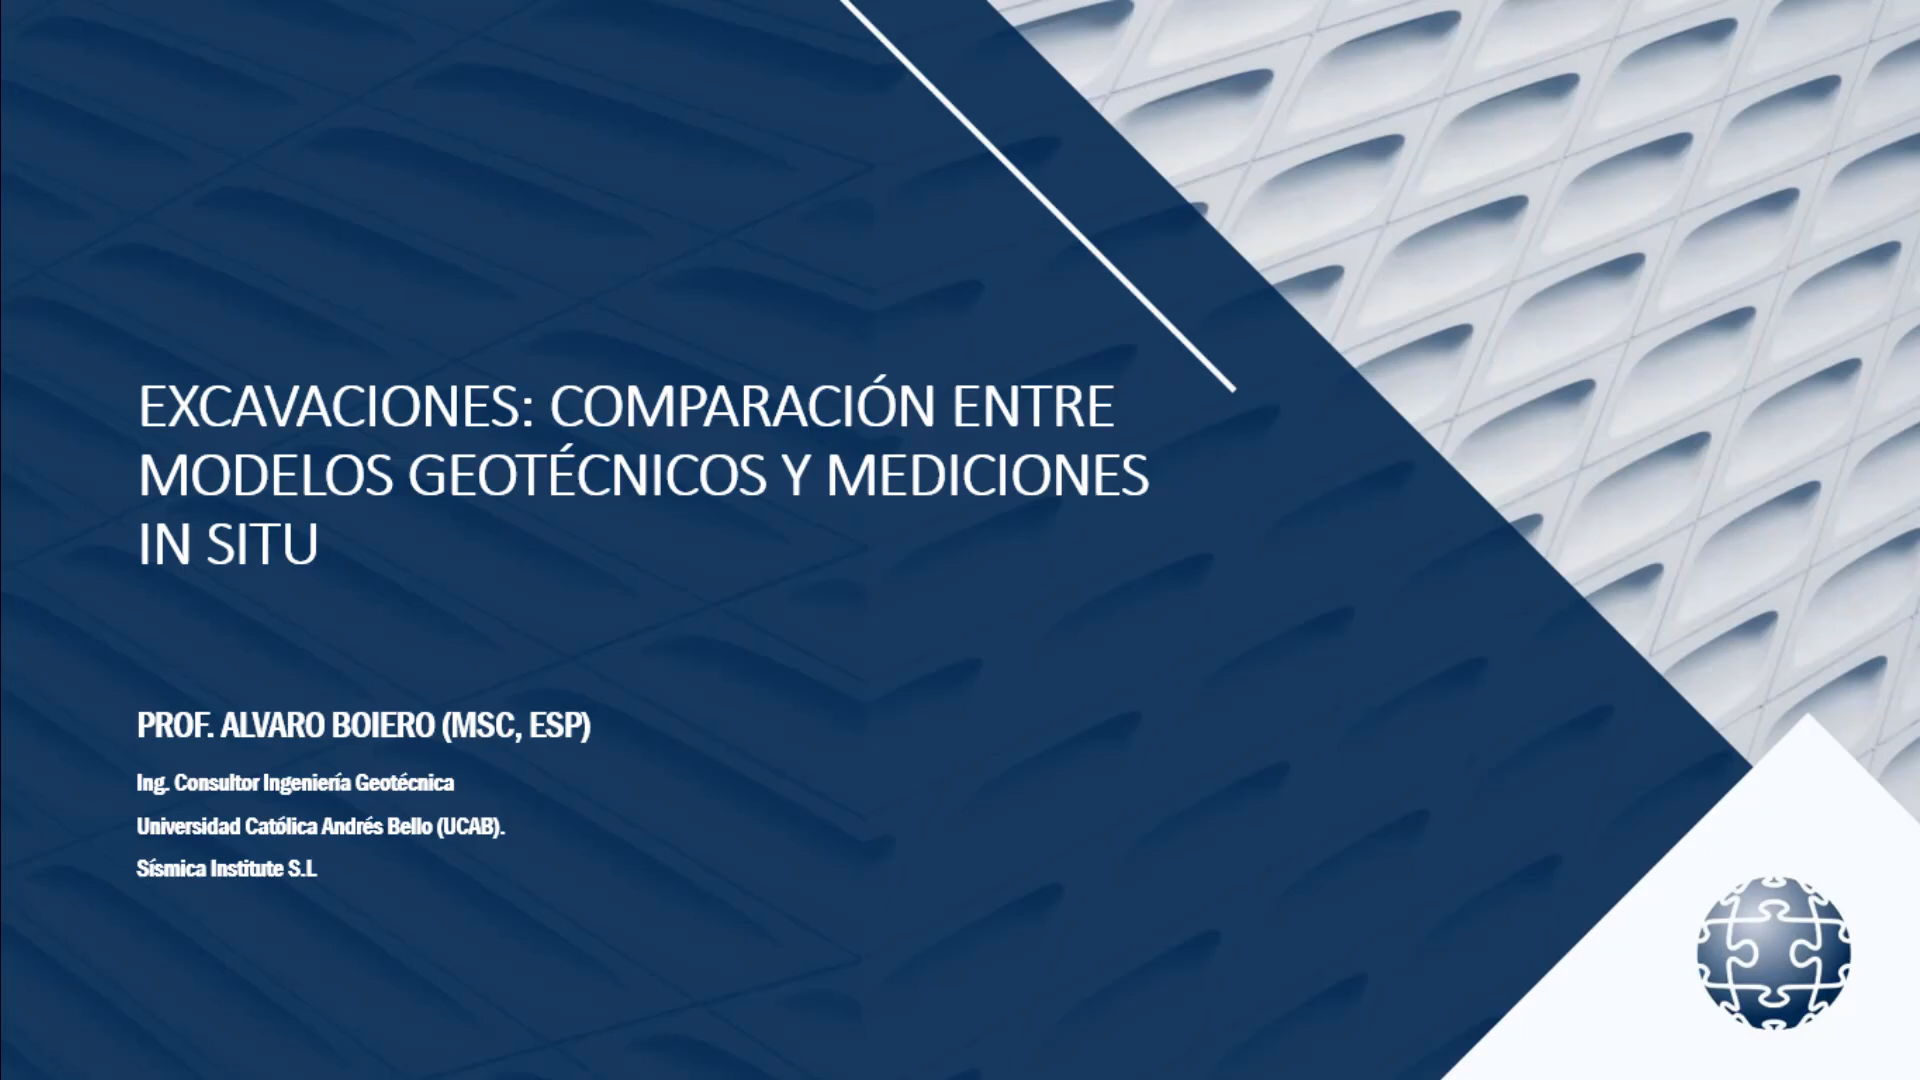 EXCAVACIONES: COMPARACIÓN ENTRE
MODELOS GEOTÉCNICOS Y MEDICIONES
IN SITU
PROF. ALVARO BOIERO (MSC, ESP)
Ing. Consultor Ingeniería Geotécnica
Universidad Católica Andrés Bello (UCAB).
Sísmica Institute S.L